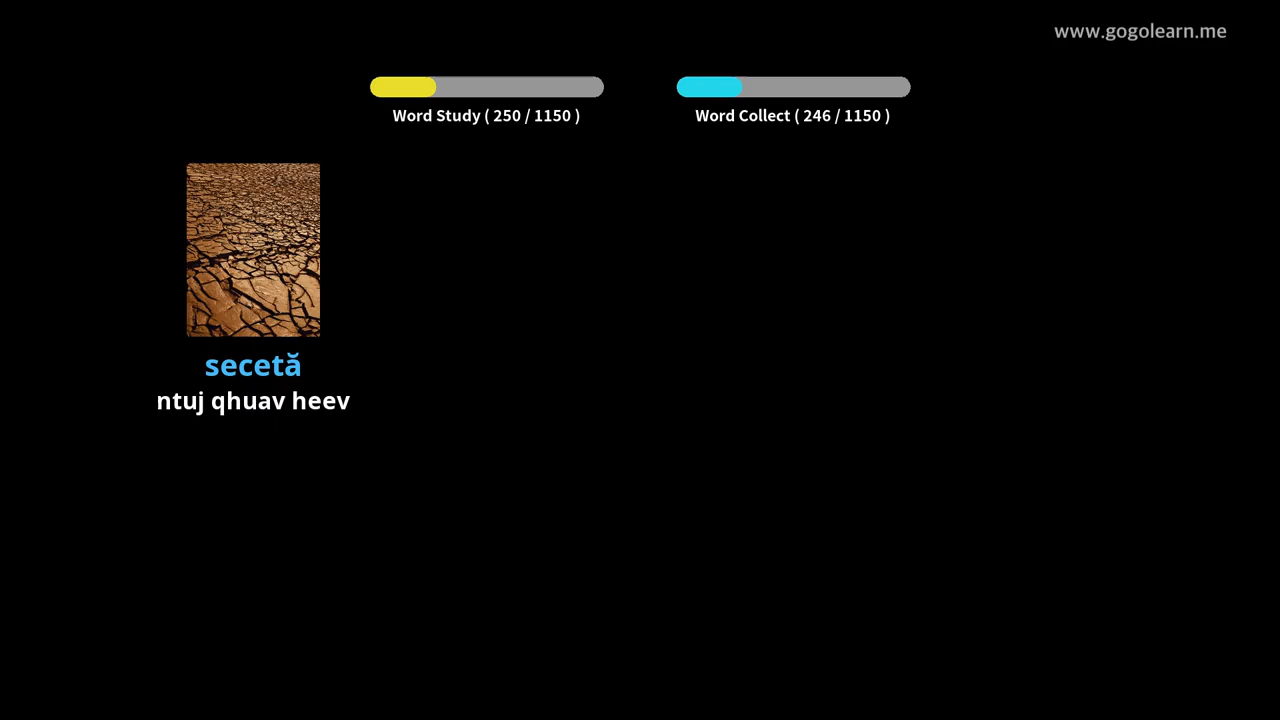 www.gogolearn.me
Word Study ( 250 / 1150 )
Word Collect ( 246 / 1150 )
secetă
ntuj qhuav heev